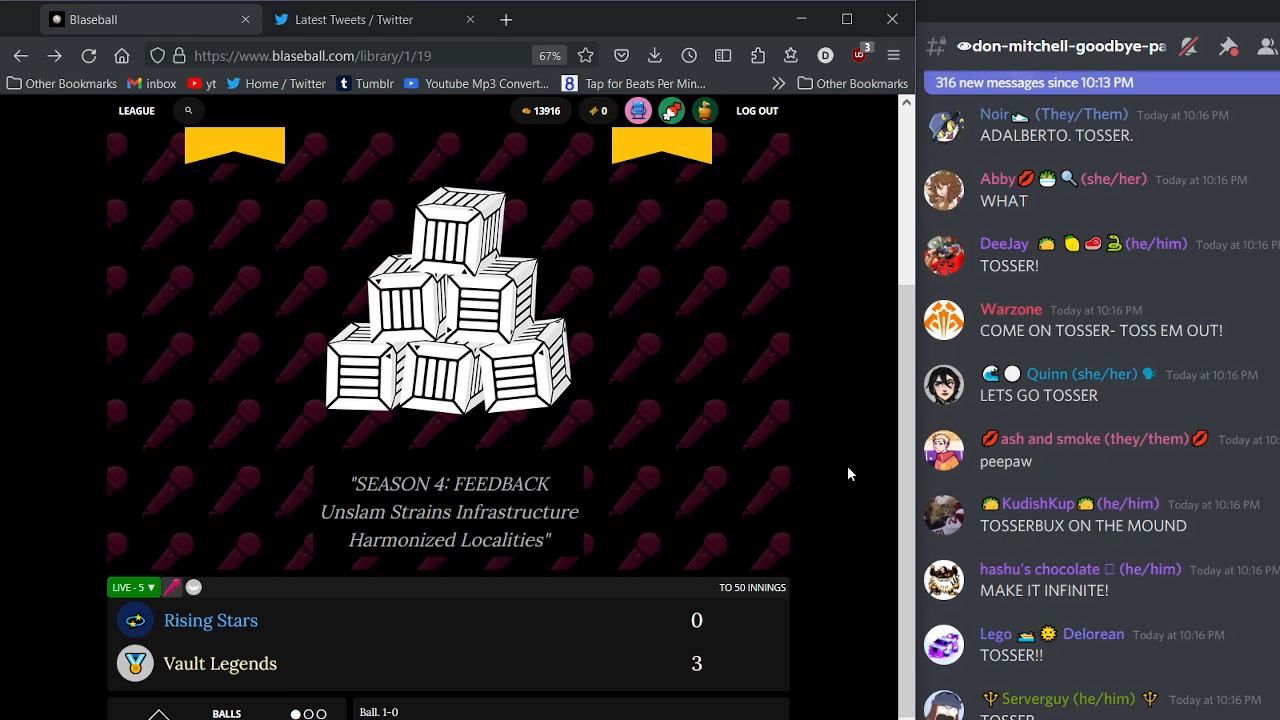 Blaseball
Latest Tweets / Twitter
https://www.blaseball.com/library/1/19
67%
D
3
Other Bookmarks
inbox
yt
Home / Twitter
Tumblr
Youtube Mp3 Convert...
8
Tap for Beats Per Min...
Other Bookmarks
LEAGUE
13916
0
LOG OUT
"SEASON 4: FEEDBACK
Unslam Strains Infrastructure
Harmonized Localities"
LIVE - 5 ▼
TO 50 INNINGS
Rising Stars
0
Vault Legends
3
BALLS
Ball. 1-0
don-mitchell-goodbye-pa
316 new messages since 10:13 PM
Noir (They/Them) Today at 10:16 PM
ADALBERTO. TOSSER.
Abby (she/her) Today at 10:16 PM
WHAT
DeeJay (he/him) Today at 10:16 P
TOSSER!
Warzone Today at 10:16 PM
COME ON TOSSER- TOSS EM OUT!
Quinn (she/her) Today at 10:16 PM
LETS GO TOSSER
ash and smoke (they/them) Today at 10:
peepaw
KudishKup (he/him) Today at 10:16 PM
TOSSERBUX ON THE MOUND
hashu's chocolate (he/him) Today at 10:16 PM
MAKE IT INFINITE!
Lego Delorean Today at 10:16 PM
TOSSER!!
Serverguy (he/him) Today at 10:16 PM
TOSSER